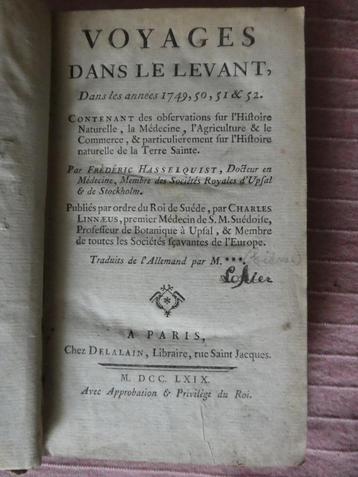 VOYAGES
DANS LE LEVANT,
Dans les années 1749, 50, 51 & 52.
CONTENANT des obſervations ſur l'Hiſtoire
Naturelle, la Médecine, l'Agriculture & le
Commerce, & particulierement ſur l'Hiſtoire
naturelle de la Terre Sainte.
Par FRÉDÉRIC HASSELQUIST, Docteur en
Médecine, Membre des Sociétés Royales d'Upſal
& de Stockholm.
Publiés par ordre du Roi de Suéde, par CHARLES
LINNÆUS, premier Médecin de S. M. Suédoiſe,
Profeſſeur de Botanique à Upſal, & Membre
de toutes les Sociétés ſçavantes de l'Europe.
Traduits de l'Allemand par M. ***
A PARIS,
Chez DELALAIN, Libraire, rue Saint Jacques.
M. DCC. LXIX.
Avec Approbation & Privilége du Roi.